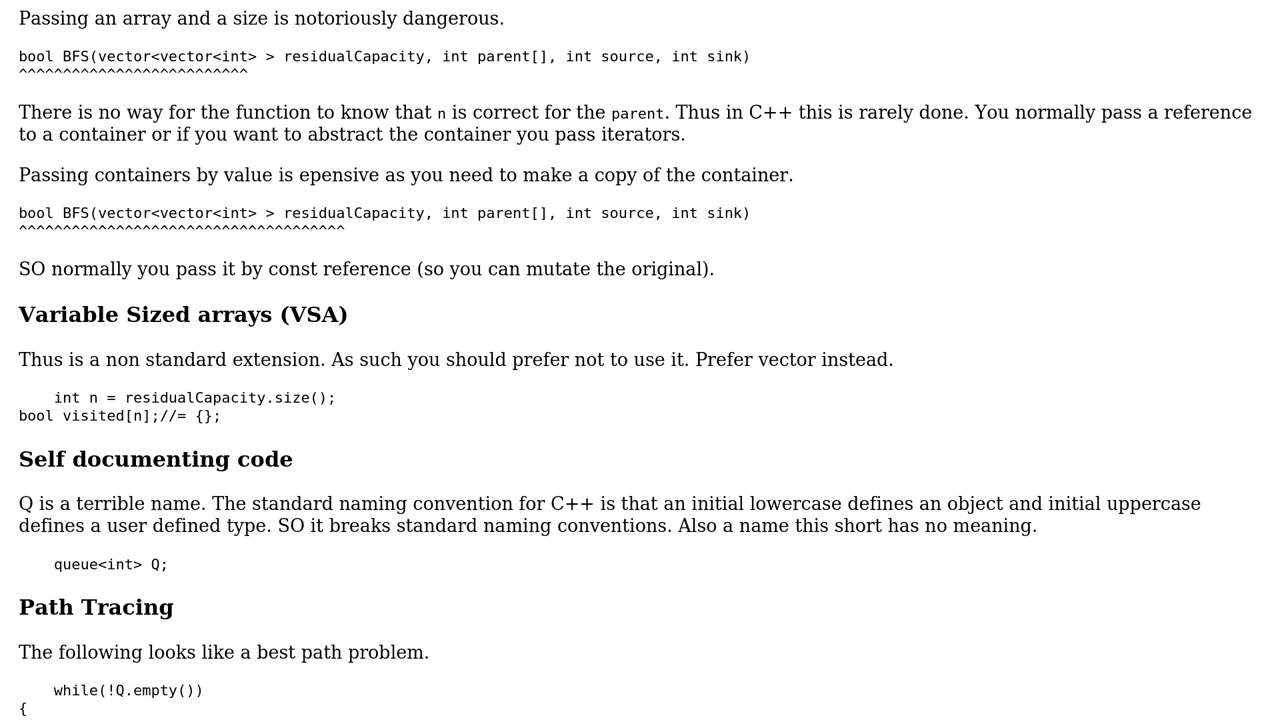 Passing an array and a size is notoriously dangerous.
bool BFS(vector<vector<int> > residualCapacity, int parent[], int source, int sink)
^^^^^^^^^^^^^^^^^^^^^^^^^^
There is no way for the function to know that n is correct for the parent. Thus in C++ this is rarely done. You normally pass a reference
to a container or if you want to abstract the container you pass iterators.
Passing containers by value is epensive as you need to make a copy of the container.
bool BFS(vector<vector<int> > residualCapacity, int parent[], int source, int sink)
^^^^^^^^^^^^^^^^^^^^^^^^^^^^^^^^^^^^^
SO normally you pass it by const reference (so you can mutate the original).
Variable Sized arrays (VSA)
Thus is a non standard extension. As such you should prefer not to use it. Prefer vector instead.
    int n = residualCapacity.size();
bool visited[n];//= {};
Self documenting code
Q is a terrible name. The standard naming convention for C++ is that an initial lowercase defines an object and initial uppercase
defines a user defined type. SO it breaks standard naming conventions. Also a name this short has no meaning.
    queue<int> Q;
Path Tracing
The following looks like a best path problem.
    while(!Q.empty())
{